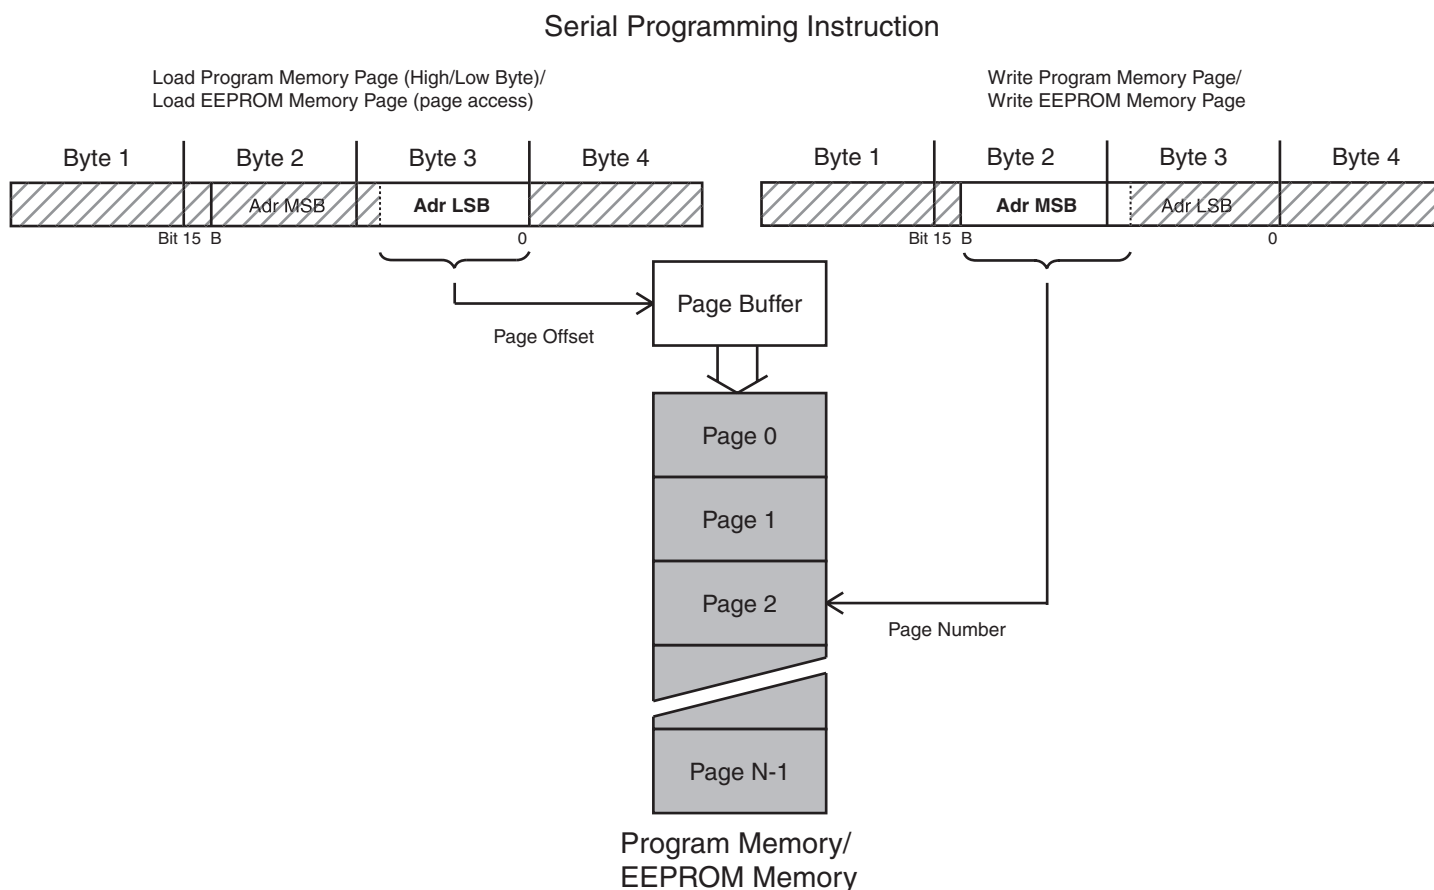 Serial Programming Instruction
Load Program Memory Page (High/Low Byte)/
Load EEPROM Memory Page (page access)
Write Program Memory Page/
Write EEPROM Memory Page
Byte 1 Byte 2 Byte 3 Byte 4
Byte 1 Byte 2 Byte 3 Byte 4
Adr MSB Adr LSB
Adr MSB Adr LSB
Bit 15 B 0
Bit 15 B 0
Page Buffer
Page Offset
Page 0
Page 1
Page 2
Page Number
Page N-1
Program Memory/
EEPROM Memory